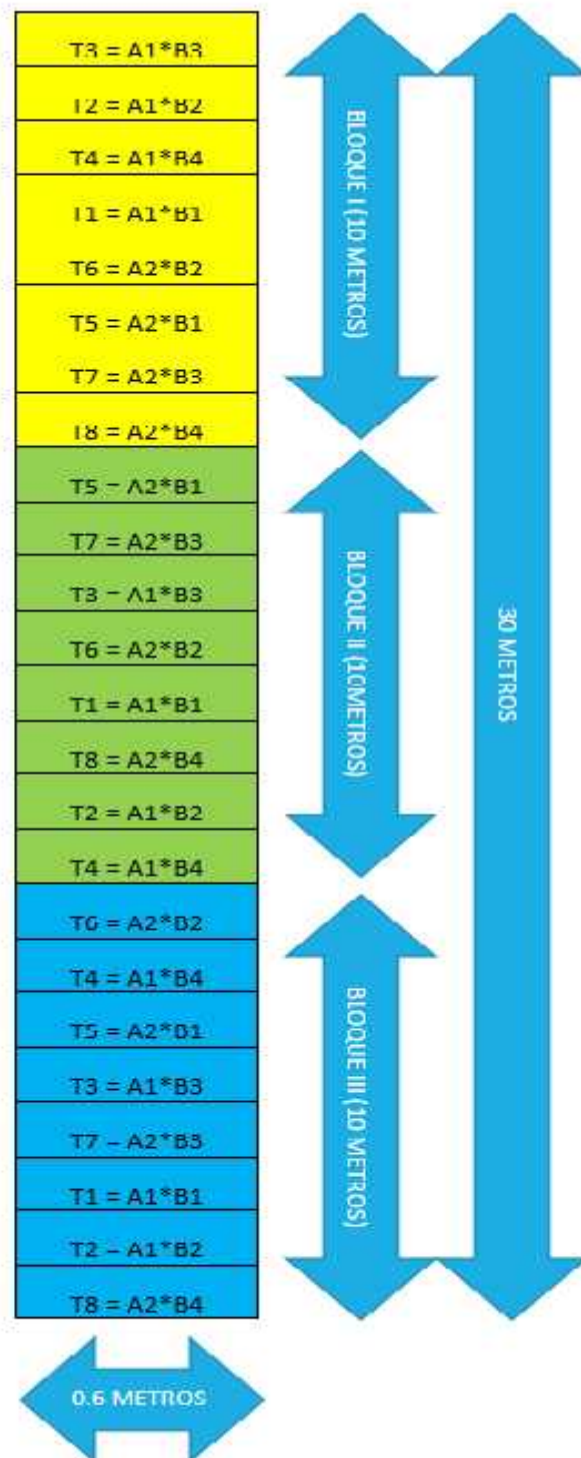 T3 = A1*B3
T2 = A1*B2
T4 = A1*B4
T1 = A1*B1
T6 = A2*B2
T5 = A2*B1
T7 = A2*B3
T8 = A2*B4
BLOQUE I (10 METROS)
T5 = A2*B1
T7 = A2*B3
T3 = A1*B3
T6 = A2*B2
T1 = A1*B1
T8 = A2*B4
T2 = A1*B2
T4 = A1*B4
BLOQUE II (10METROS)
T6 = A2*B2
T4 = A1*B4
T5 = A2*B1
T3 = A1*B3
T7 = A2*B3
T1 = A1*B1
T2 = A1*B2
T8 = A2*B4
BLOQUE III (10 METROS)
30 METROS
0.6 METROS